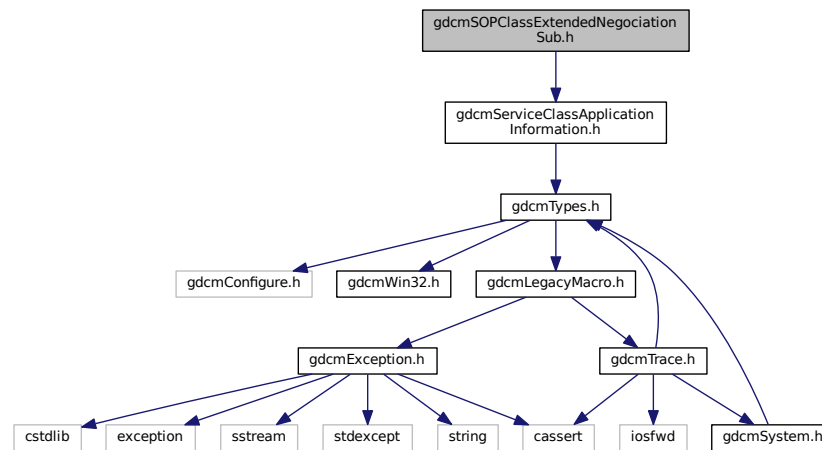 gdcmSOPClassExtendedNegociation
Sub.h
gdcmServiceClassApplication
Information.h
gdcmTypes.h
gdcmConfigure.h
gdcmWin32.h
gdcmLegacyMacro.h
gdcmException.h
gdcmTrace.h
cstdlib
exception
sstream
stdexcept
string
cassert
iosfwd
gdcmSystem.h